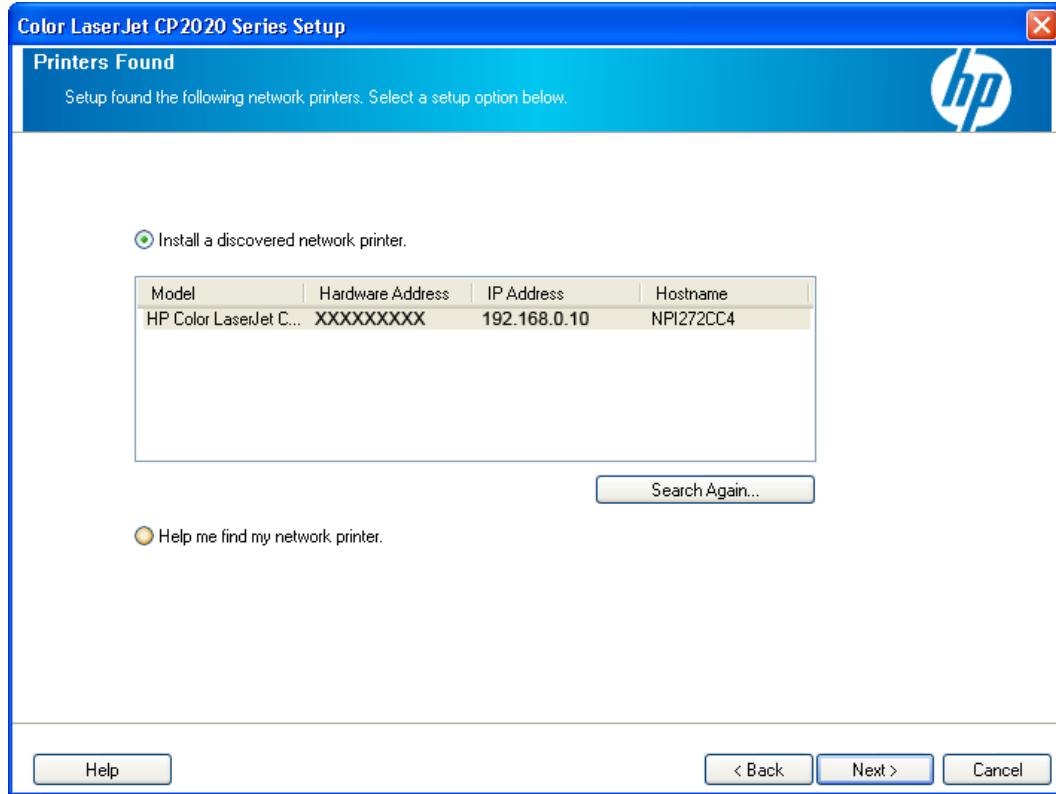 Color LaserJet CP2020 Series Setup
Printers Found
Setup found the following network printers. Select a setup option below.
hp
Install a discovered network printer.
Model Hardware Address IP Address Hostname
HP Color LaserJet C... XXXXXXXXX 192.168.0.10 NPI272CC4
Search Again...
Help me find my network printer.
Help < Back Next > Cancel